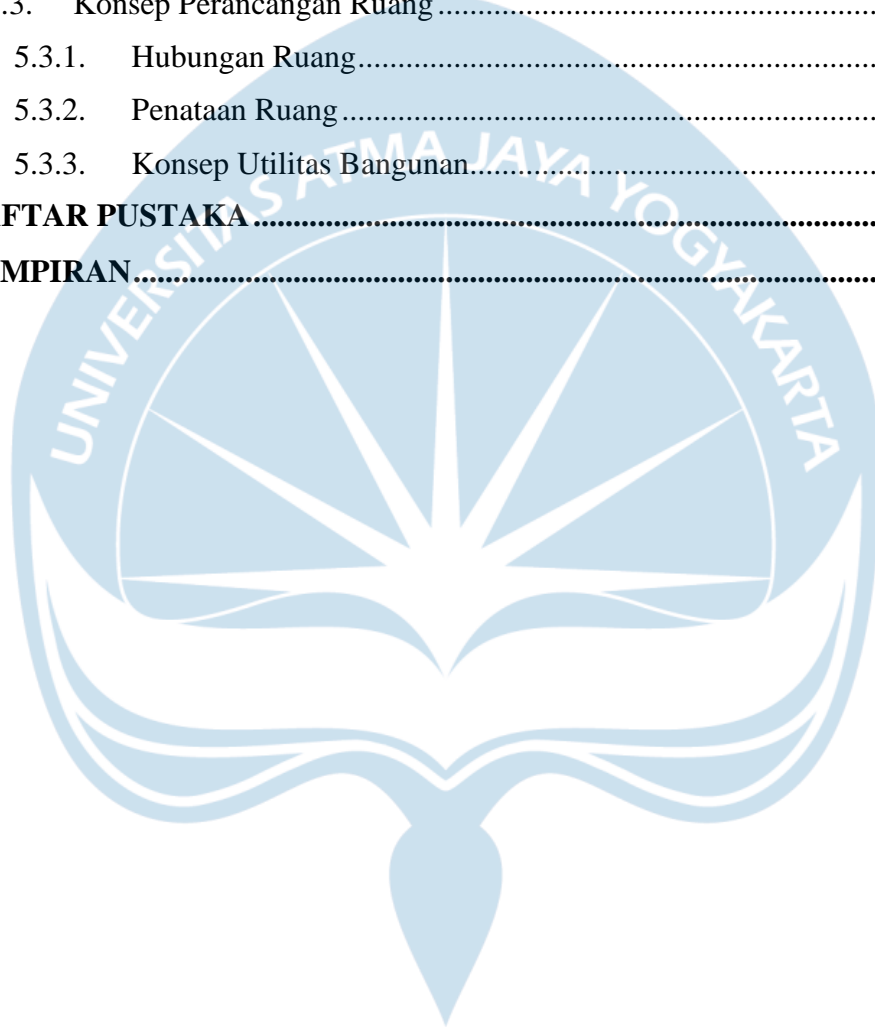 .3. Konsep Perancangan Ruang........................................................
5.3.1. Hubungan Ruang..................................................................
5.3.2. Penataan Ruang....................................................................
5.3.3. Konsep Utilitas Bangunan....................................................
FTAR PUSTAKA..............................................................................
MPIRAN.............................................................................................
UNIVERSITAS ATMA JAYA YOGYAKARTA